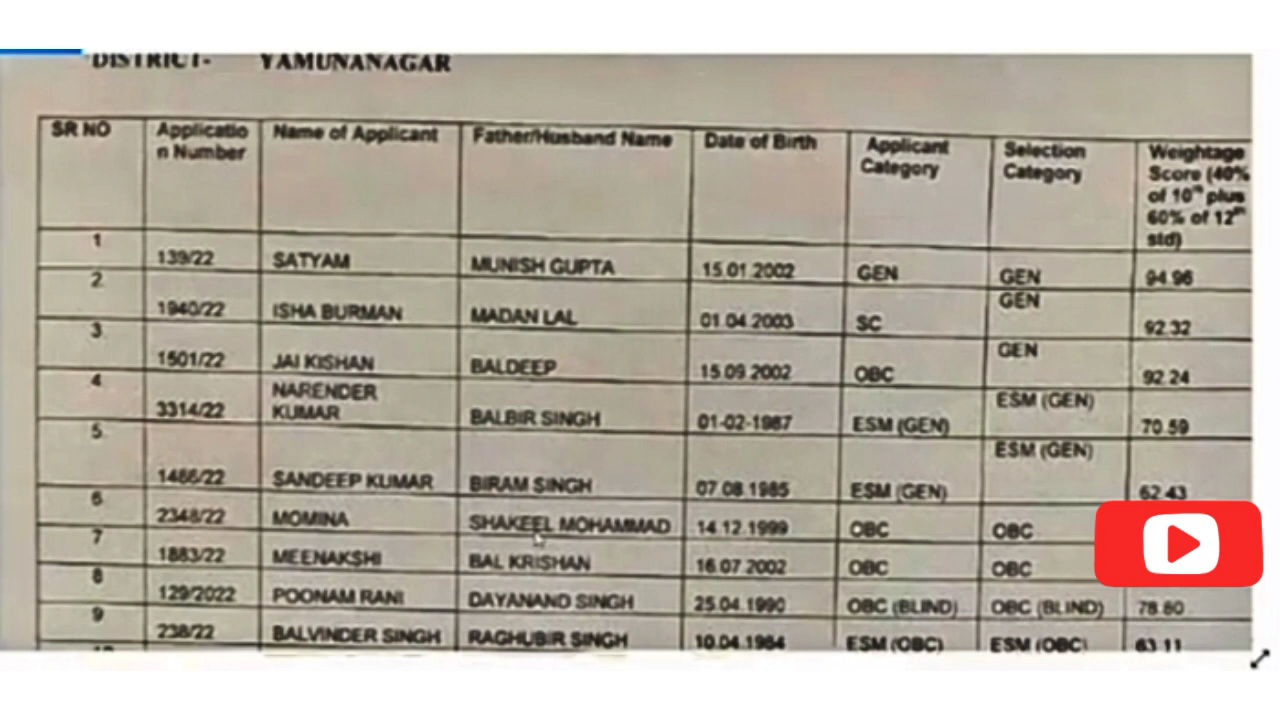 DISTRICT- YAMUNANAGAR
SR NO Applicatio n Number Name of Applicant Father/Husband Name Date of Birth Applicant Category Selection Category Weightage Score (40% of 10th plus 60% of 12th std)
1 139/22 SATYAM MUNISH GUPTA 15.01.2002 GEN GEN 94.96
2 1940/22 ISHA BURMAN MADAN LAL 01.04.2003 SC GEN 92.32
3 1501/22 JAI KISHAN BALDEEP 15.09.2002 OBC GEN 92.24
4 3314/22 NARENDER KUMAR BALBIR SINGH 01-02-1987 ESM (GEN) ESM (GEN) 70.59
5 1466/22 SANDEEP KUMAR BIRAM SINGH 07.08.1985 ESM (GEN) ESM (GEN) 62.43
6 2348/22 MOMINA SHAKEEL MOHAMMAD 14.12.1999 OBC OBC
7 1883/22 MEENAKSHI BAL KRISHAN 16.07.2002 OBC OBC
8 129/2022 POONAM RANI DAYANAND SINGH 25.04.1990 OBC (BLIND) OBC (BLIND) 78.60
9 238/22 BALVINDER SINGH RAGHUBIR SINGH 10.04.1984 ESM (OBC) ESM (OBC) 63.11